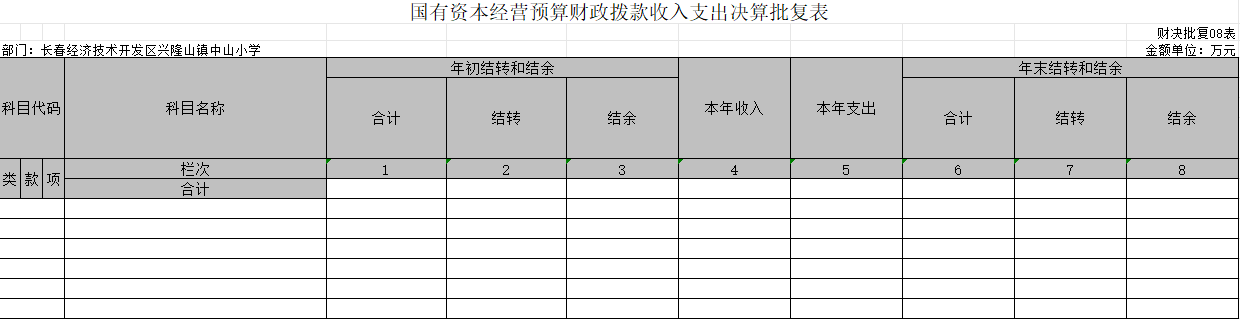 国有资本经营预算财政拨款收入支出决算批复表
财决批复08表
部门：长春经济技术开发区兴隆山镇中山小学 金额单位：万元
科目代码 科目名称 年初结转和结余 本年收入 本年支出 年末结转和结余
合计 结转 结余 合计 结转 结余
类 款 项 栏次 1 2 3 4 5 6 7 8
合计